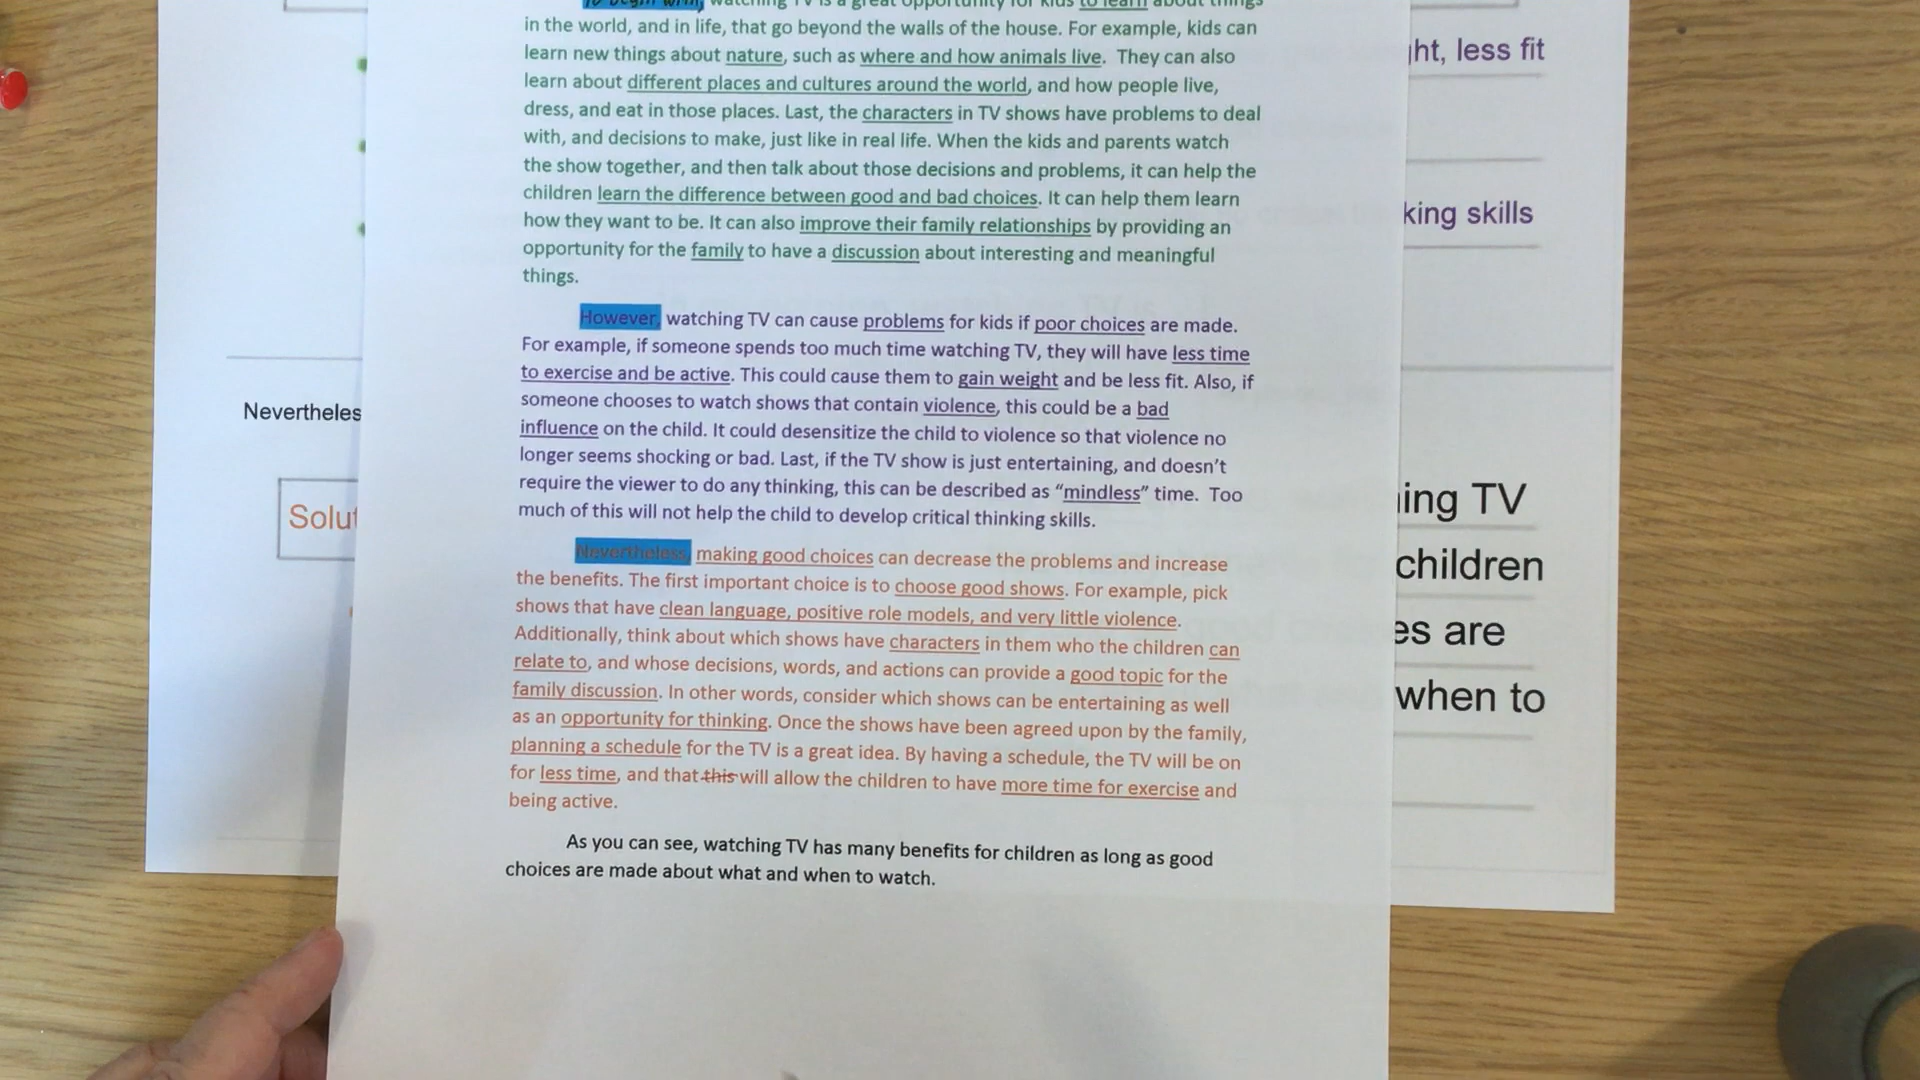 To begin with, watching TV is a great opportunity for kids to learn about things
in the world, and in life, that go beyond the walls of the house. For example, kids can
learn new things about nature, such as where and how animals live. They can also
learn about different places and cultures around the world, and how people live,
dress, and eat in those places. Last, the characters in TV shows have problems to deal
with, and decisions to make, just like in real life. When the kids and parents watch
the show together, and then talk about those decisions and problems, it can help the
children learn the difference between good and bad choices. It can help them learn
how they want to be. It can also improve their family relationships by providing an
opportunity for the family to have a discussion about interesting and meaningful
things.
However, watching TV can cause problems for kids if poor choices are made.
For example, if someone spends too much time watching TV, they will have less time
to exercise and be active. This could cause them to gain weight and be less fit. Also, if
someone chooses to watch shows that contain violence, this could be a bad
influence on the child. It could desensitize the child to violence so that violence no
longer seems shocking or bad. Last, if the TV show is just entertaining, and doesn't
require the viewer to do any thinking, this can be described as "mindless" time. Too
much of this will not help the child to develop critical thinking skills.
Nevertheless, making good choices can decrease the problems and increase
the benefits. The first important choice is to choose good shows. For example, pick
shows that have clean language, positive role models, and very little violence.
Additionally, think about which shows have characters in them who the children can
relate to, and whose decisions, words, and actions can provide a good topic for the
family discussion. In other words, consider which shows can be entertaining as well
as an opportunity for thinking. Once the shows have been agreed upon by the family,
planning a schedule for the TV is a great idea. By having a schedule, the TV will be on
for less time, and that this will allow the children to have more time for exercise and
being active.
As you can see, watching TV has many benefits for children as long as good
choices are made about what and when to watch.
Nevertheles
Solut
ht, less fit
king skills
ing TV
children
es are
when to